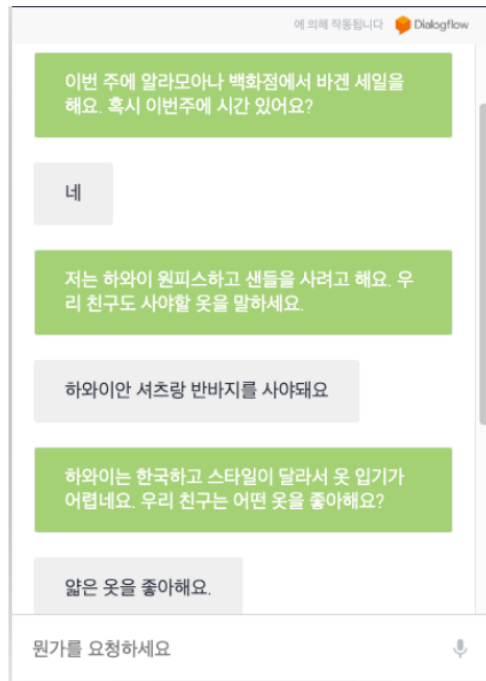 에 의해 작동됩니다 Dialogflow
이번 주에 알라모아나 백화점에서 바겐 세일을
해요. 혹시 이번주에 시간 있어요?
네
저는 하와이 원피스하고 샌들을 사려고 해요. 우
리 친구도 사야할 옷을 말하세요.
하와이안 셔츠랑 반바지를 사야돼요
하와이는 한국하고 스타일이 달라서 옷 입기가
어렵네요. 우리 친구는 어떤 옷을 좋아해요?
얇은 옷을 좋아해요.
뭔가를 요청하세요